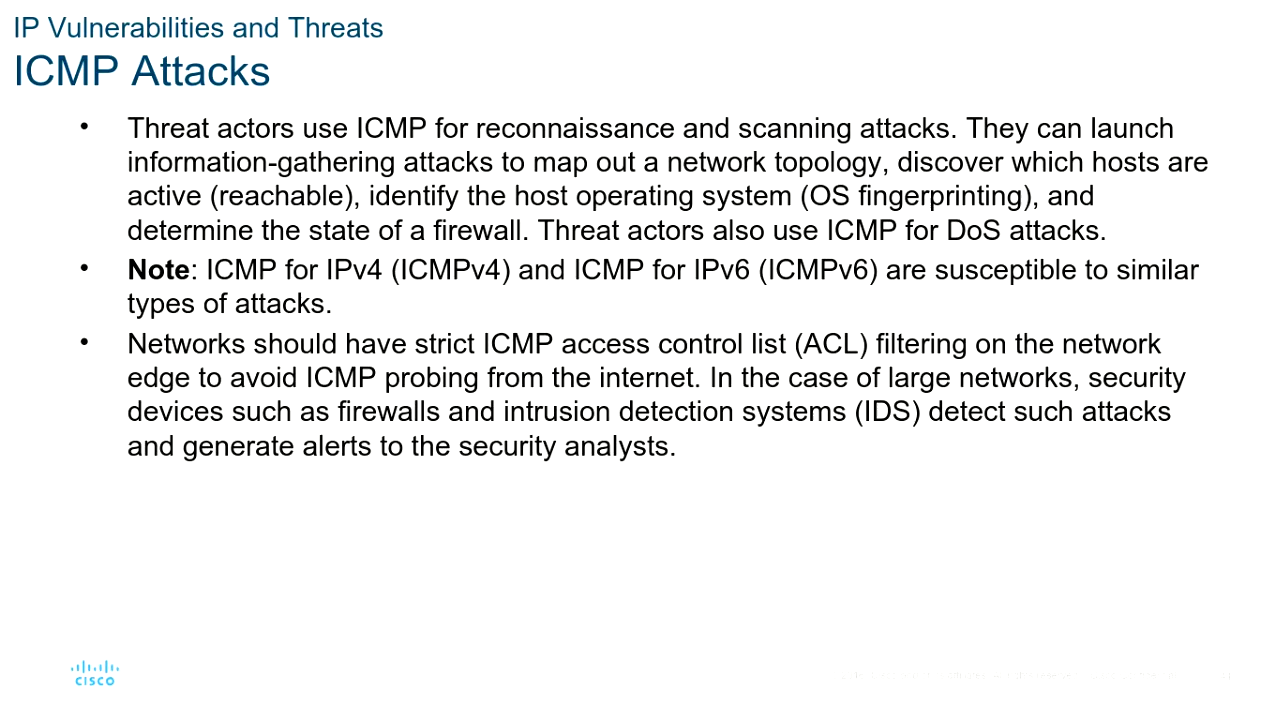 IP Vulnerabilities and Threats
ICMP Attacks
• Threat actors use ICMP for reconnaissance and scanning attacks. They can launch
information-gathering attacks to map out a network topology, discover which hosts are
active (reachable), identify the host operating system (OS fingerprinting), and
determine the state of a firewall. Threat actors also use ICMP for DoS attacks.
• Note: ICMP for IPv4 (ICMPv4) and ICMP for IPv6 (ICMPv6) are susceptible to similar
types of attacks.
• Networks should have strict ICMP access control list (ACL) filtering on the network
edge to avoid ICMP probing from the internet. In the case of large networks, security
devices such as firewalls and intrusion detection systems (IDS) detect such attacks
and generate alerts to the security analysts.
CISCO